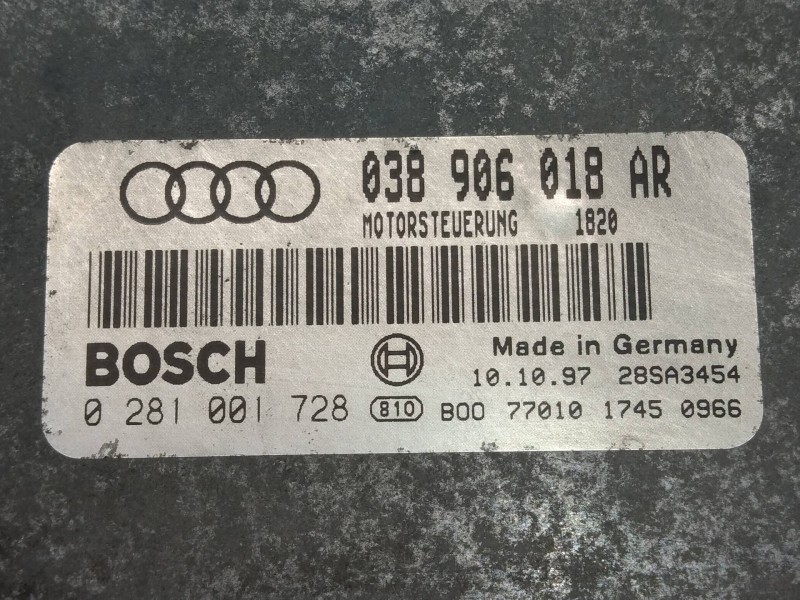 038 906 018 AR
MOTORSTEUERUNG 1820
BOSCH
Made in Germany
10.10.97 28SA3454
0 281 001 728 810 B00 77010 1745 0966